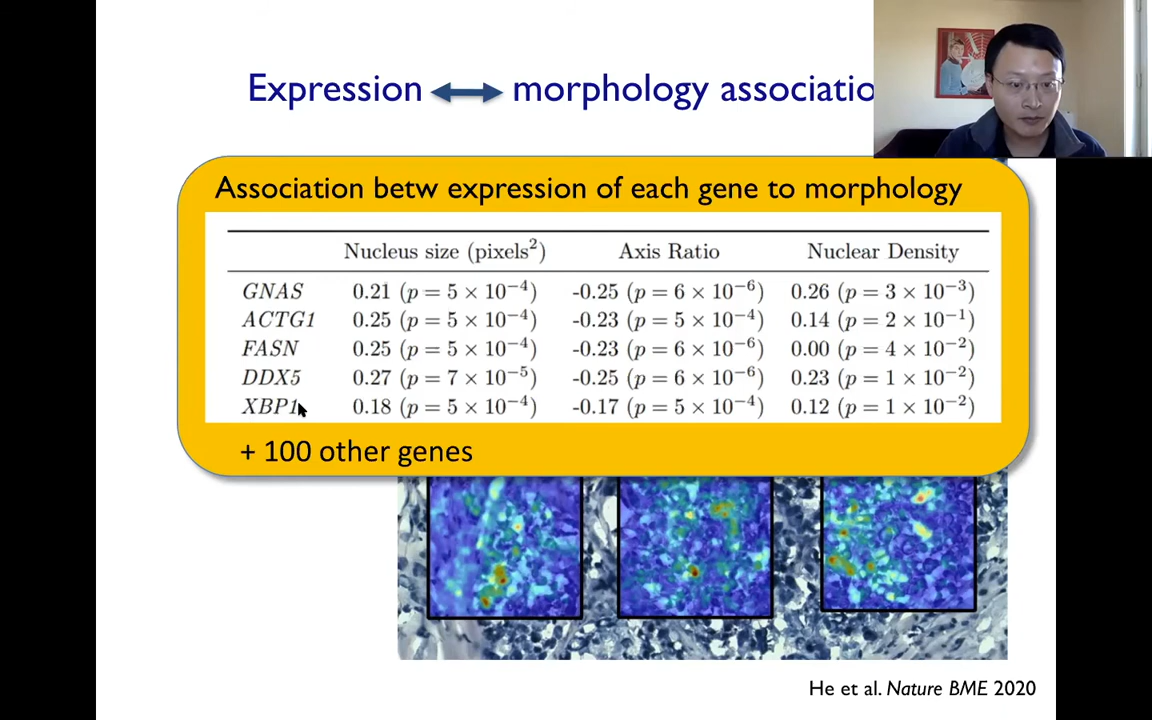 Expression morphology associatio
Association betw expression of each gene to morphology
Nucleus size (pixels²) Axis Ratio Nuclear Density
GNAS 0.21 (p = 5 × 10⁻⁴) -0.25 (p = 6 × 10⁻⁶) 0.26 (p = 3 × 10⁻³)
ACTG1 0.25 (p = 5 × 10⁻⁴) -0.23 (p = 5 × 10⁻⁴) 0.14 (p = 2 × 10⁻¹)
FASN 0.25 (p = 5 × 10⁻⁴) -0.23 (p = 6 × 10⁻⁶) 0.00 (p = 4 × 10⁻²)
DDX5 0.27 (p = 7 × 10⁻⁵) -0.25 (p = 6 × 10⁻⁶) 0.23 (p = 1 × 10⁻²)
XBP1 0.18 (p = 5 × 10⁻⁴) -0.17 (p = 5 × 10⁻⁴) 0.12 (p = 1 × 10⁻²)
+ 100 other genes
He et al. Nature BME 2020